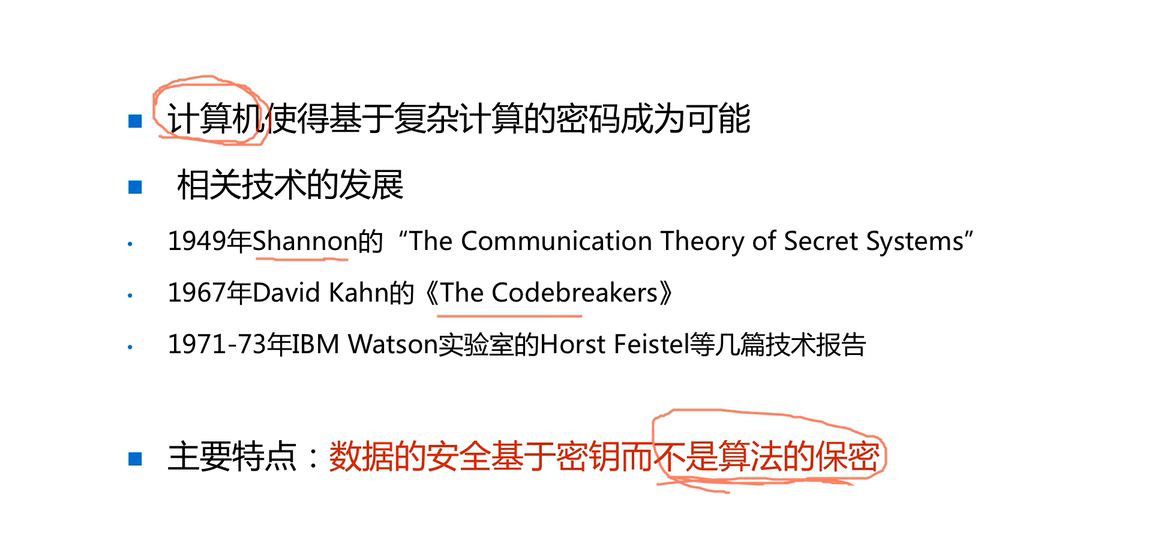 计算机使得基于复杂计算的密码成为可能
相关技术的发展
1949年Shannon的“The Communication Theory of Secret Systems”
1967年David Kahn的《The Codebreakers》
1971-73年IBM Watson实验室的Horst Feistel等几篇技术报告
主要特点：数据的安全基于密钥而不是算法的保密